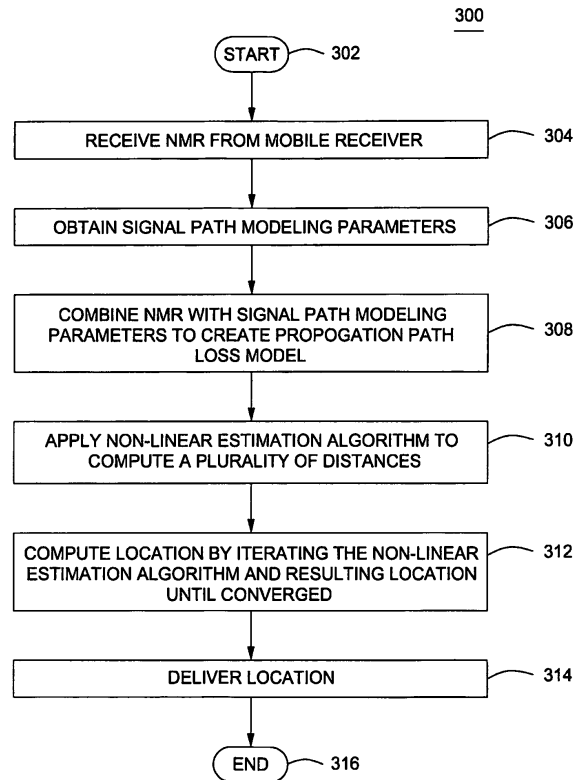 300
START
302
RECEIVE NMR FROM MOBILE RECEIVER
304
OBTAIN SIGNAL PATH MODELING PARAMETERS
306
COMBINE NMR WITH SIGNAL PATH MODELING
PARAMETERS TO CREATE PROPOGATION PATH
LOSS MODEL
308
APPLY NON-LINEAR ESTIMATION ALGORITHM TO
COMPUTE A PLURALITY OF DISTANCES
310
COMPUTE LOCATION BY ITERATING THE NON-LINEAR
ESTIMATION ALGORITHM AND RESULTING LOCATION
UNTIL CONVERGED
312
DELIVER LOCATION
314
END
316